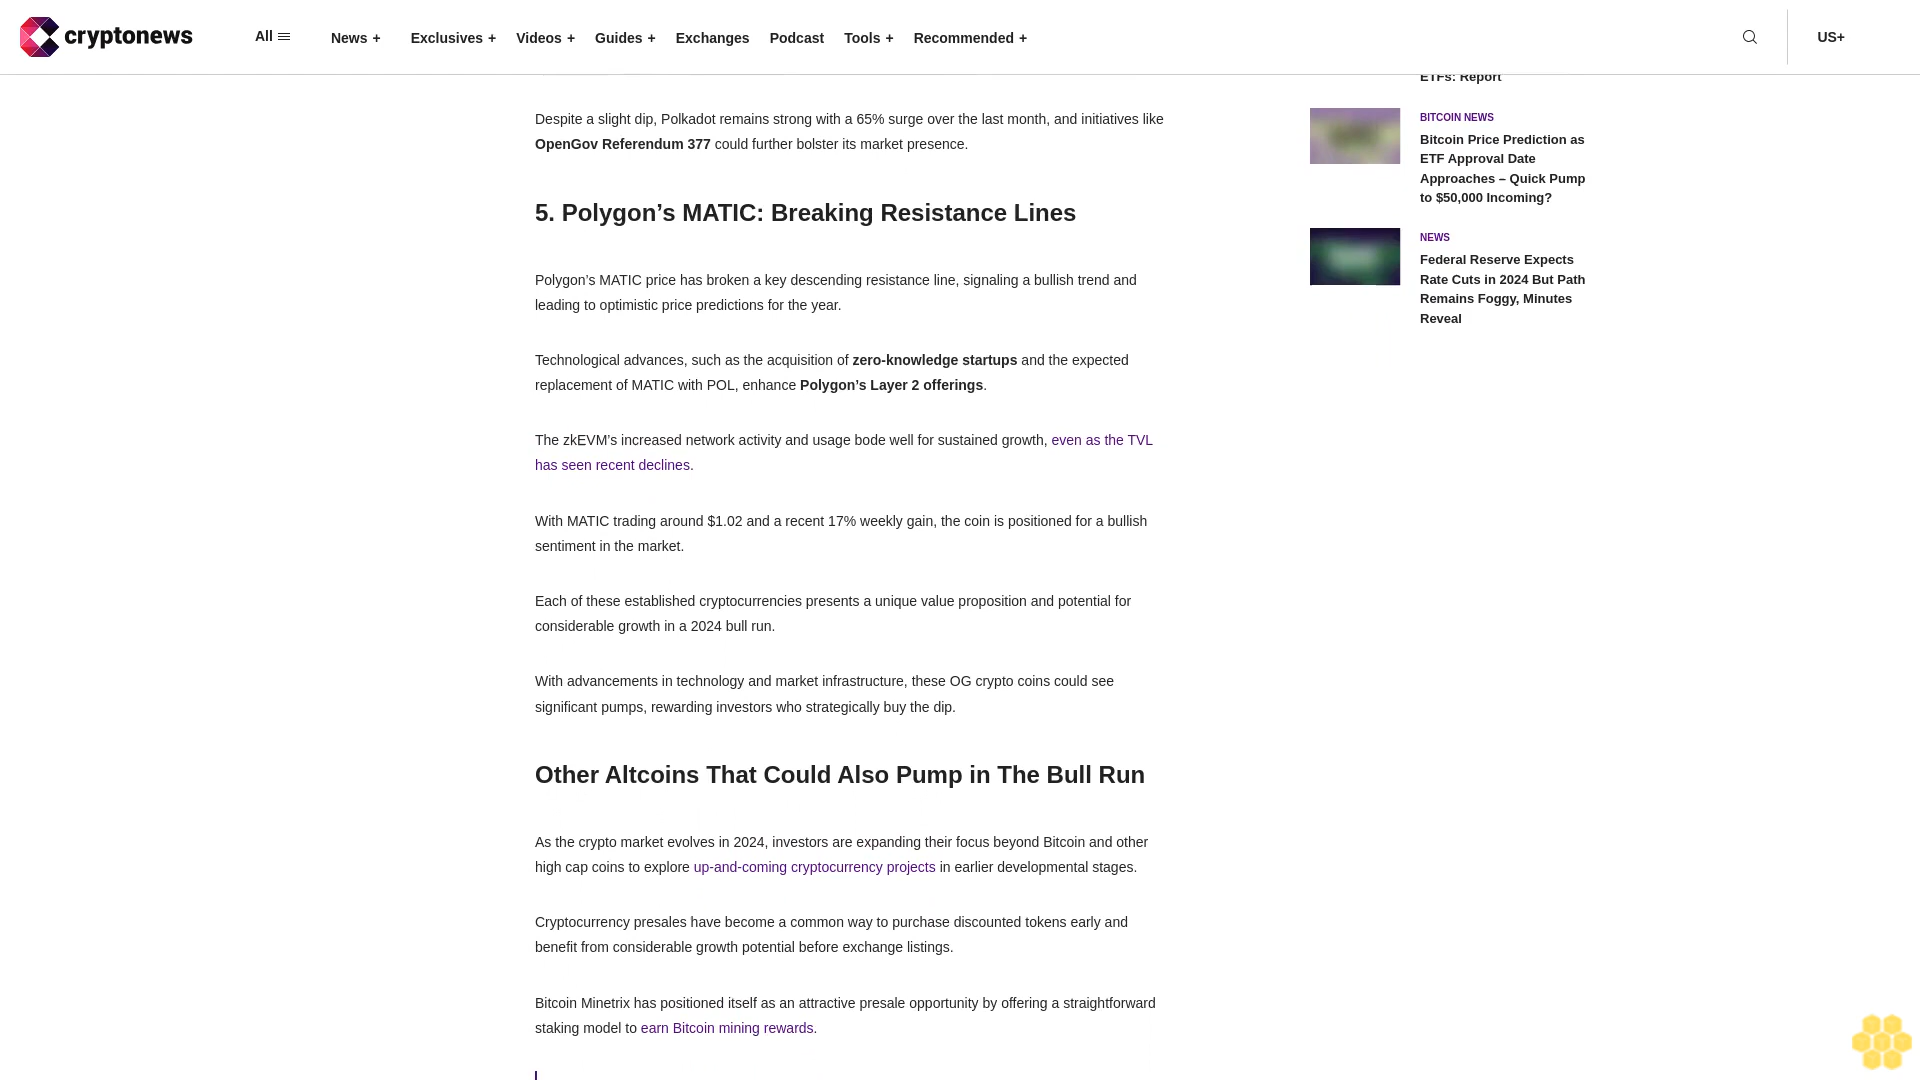 cryptonews
All
News +
Exclusives +
Videos +
Guides +
Exchanges
Podcast
Tools +
Recommended +
US+
Despite a slight dip, Polkadot remains strong with a 65% surge over the last month, and initiatives like
OpenGov Referendum 377 could further bolster its market presence.
5. Polygon’s MATIC: Breaking Resistance Lines
Polygon’s MATIC price has broken a key descending resistance line, signaling a bullish trend and
leading to optimistic price predictions for the year.
Technological advances, such as the acquisition of zero-knowledge startups and the expected
replacement of MATIC with POL, enhance Polygon’s Layer 2 offerings.
The zkEVM’s increased network activity and usage bode well for sustained growth, even as the TVL
has seen recent declines.
With MATIC trading around $1.02 and a recent 17% weekly gain, the coin is positioned for a bullish
sentiment in the market.
Each of these established cryptocurrencies presents a unique value proposition and potential for
considerable growth in a 2024 bull run.
With advancements in technology and market infrastructure, these OG crypto coins could see
significant pumps, rewarding investors who strategically buy the dip.
Other Altcoins That Could Also Pump in The Bull Run
As the crypto market evolves in 2024, investors are expanding their focus beyond Bitcoin and other
high cap coins to explore up-and-coming cryptocurrency projects in earlier developmental stages.
Cryptocurrency presales have become a common way to purchase discounted tokens early and
benefit from considerable growth potential before exchange listings.
Bitcoin Minetrix has positioned itself as an attractive presale opportunity by offering a straightforward
staking model to earn Bitcoin mining rewards.
ETFs: Report
BITCOIN NEWS
Bitcoin Price Prediction as
ETF Approval Date
Approaches – Quick Pump
to $50,000 Incoming?
NEWS
Federal Reserve Expects
Rate Cuts in 2024 But Path
Remains Foggy, Minutes
Reveal